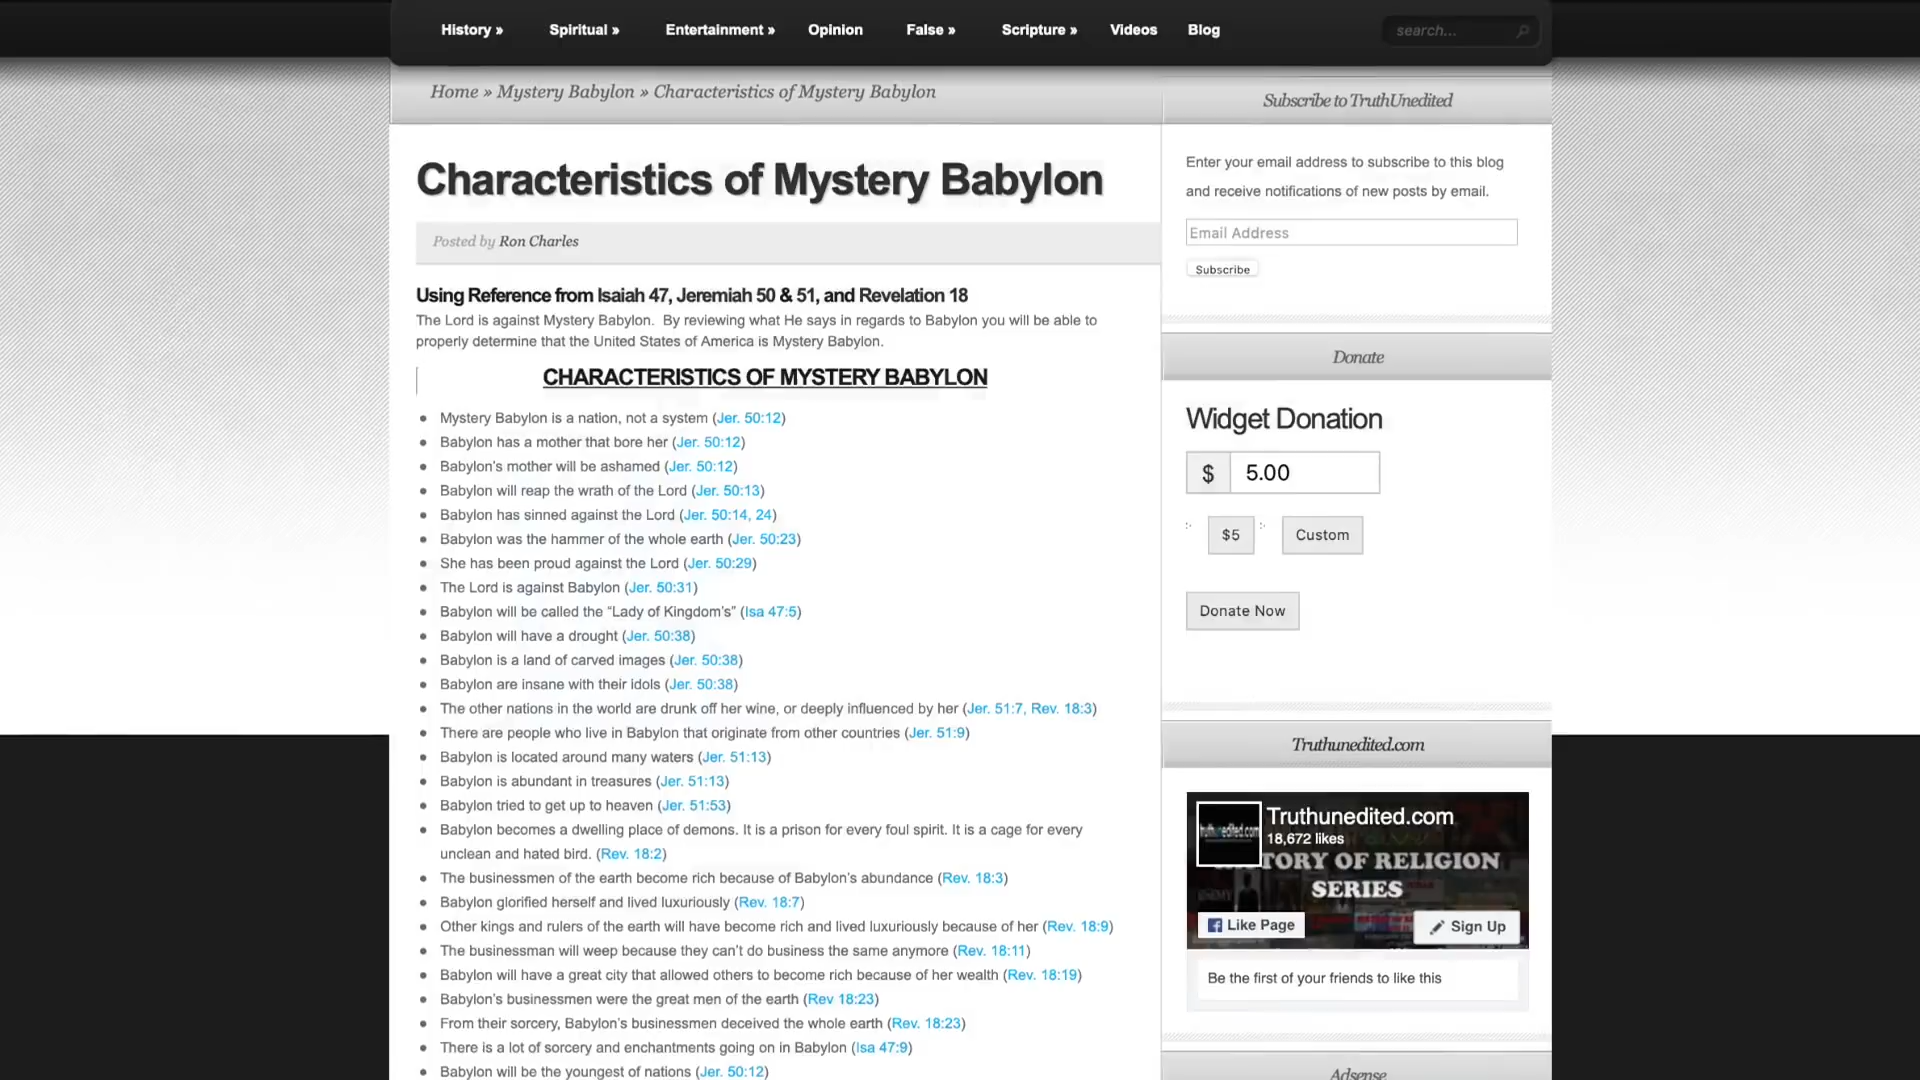 History »
Spiritual »
Entertainment »
Opinion
False »
Scripture »
Videos
Blog
search...
Home » Mystery Babylon » Characteristics of Mystery Babylon
Characteristics of Mystery Babylon
Posted by Ron Charles
Using Reference from Isaiah 47, Jeremiah 50 & 51, and Revelation 18
The Lord is against Mystery Babylon. By reviewing what He says in regards to Babylon you will be able to
properly determine that the United States of America is Mystery Babylon.
CHARACTERISTICS OF MYSTERY BABYLON
Mystery Babylon is a nation, not a system (Jer. 50:12)
Babylon has a mother that bore her (Jer. 50:12)
Babylon’s mother will be ashamed (Jer. 50:12)
Babylon will reap the wrath of the Lord (Jer. 50:13)
Babylon has sinned against the Lord (Jer. 50:14, 24)
Babylon was the hammer of the whole earth (Jer. 50:23)
She has been proud against the Lord (Jer. 50:29)
The Lord is against Babylon (Jer. 50:31)
Babylon will be called the “Lady of Kingdom’s” (Isa 47:5)
Babylon will have a drought (Jer. 50:38)
Babylon is a land of carved images (Jer. 50:38)
Babylon are insane with their idols (Jer. 50:38)
The other nations in the world are drunk off her wine, or deeply influenced by her (Jer. 51:7, Rev. 18:3)
There are people who live in Babylon that originate from other countries (Jer. 51:9)
Babylon is located around many waters (Jer. 51:13)
Babylon is abundant in treasures (Jer. 51:13)
Babylon tried to get up to heaven (Jer. 51:53)
Babylon becomes a dwelling place of demons. It is a prison for every foul spirit. It is a cage for every
unclean and hated bird. (Rev. 18:2)
The businessmen of the earth become rich because of Babylon’s abundance (Rev. 18:3)
Babylon glorified herself and lived luxuriously (Rev. 18:7)
Other kings and rulers of the earth will have become rich and lived luxuriously because of her (Rev. 18:9)
The businessman will weep because they can’t do business the same anymore (Rev. 18:11)
Babylon will have a great city that allowed others to become rich because of her wealth (Rev. 18:19)
Babylon’s businessmen were the great men of the earth (Rev 18:23)
From their sorcery, Babylon’s businessmen deceived the whole earth (Rev. 18:23)
There is a lot of sorcery and enchantments going on in Babylon (Isa 47:9)
Babylon will be the youngest of nations (Jer. 50:12)
Subscribe to TruthUnedited
Enter your email address to subscribe to this blog
and receive notifications of new posts by email.
Email Address
Subscribe
Donate
Widget Donation
$ 5.00
$5
Custom
Donate Now
Truthunedited.com
truthunedited.com
Truthunedited.com
18,672 likes
TORY OF RELIGION
SERIES
Like Page
Sign Up
Be the first of your friends to like this
Adsense